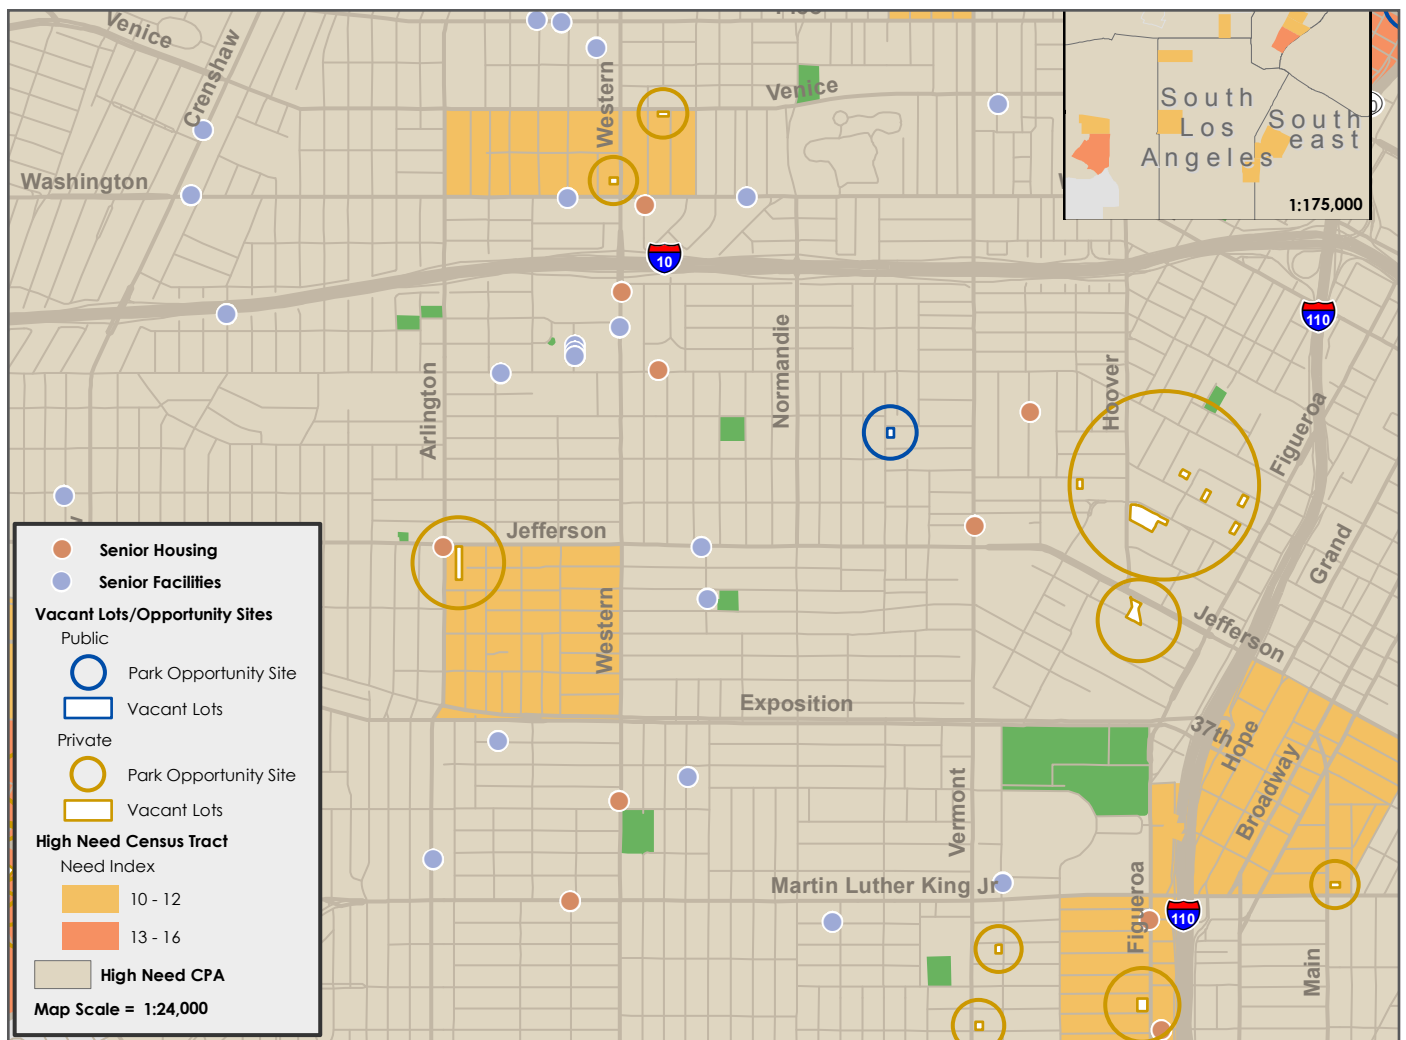 Venice
Crenshaw
Western
Venice
Washington
South
Los
Angeles
South
east
1:175,000
10
110
Arlington
Normandie
Hoover
Figueroa
Grand
Jefferson
Western
Jefferson
Exposition
37th
Hope
Broadway
Vermont
Martin Luther King Jr
Figueroa
110
Main
Senior Housing
Senior Facilities
Vacant Lots/Opportunity Sites
Public
Park Opportunity Site
Vacant Lots
Private
Park Opportunity Site
Vacant Lots
High Need Census Tract
Need Index
10 - 12
13 - 16
High Need CPA
Map Scale = 1:24,000